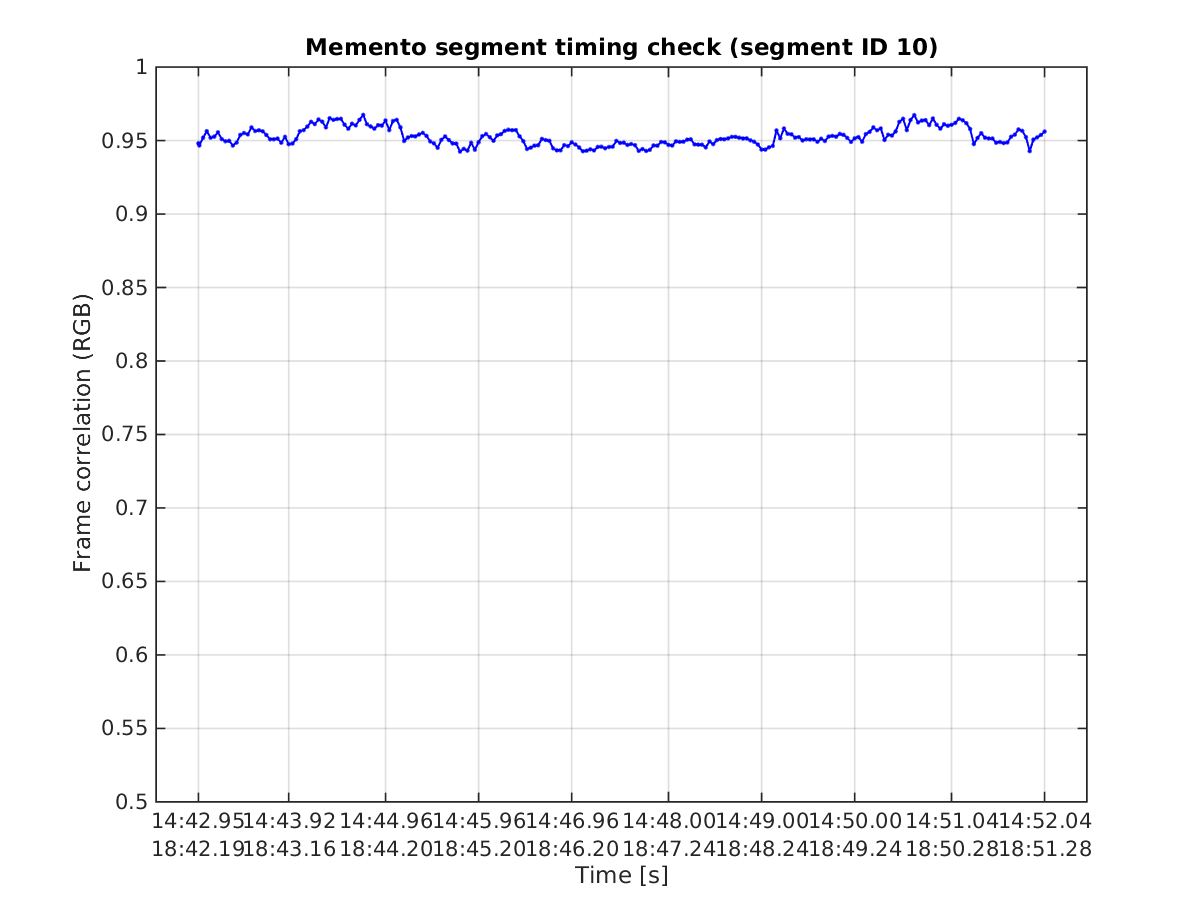 Memento segment timing check (segment ID 10)
1
0.95
0.9
0.85
0.8
0.75
0.7
0.65
0.6
0.55
0.5
Frame correlation (RGB)
14:42.95 14:43.92 14:44.96 14:45.96 14:46.96 14:48.00 14:49.00 14:50.00 14:51.04 14:52.04
18:42.19 18:43.16 18:44.20 18:45.20 18:46.20 18:47.24 18:48.24 18:49.24 18:50.28 18:51.28
Time [s]